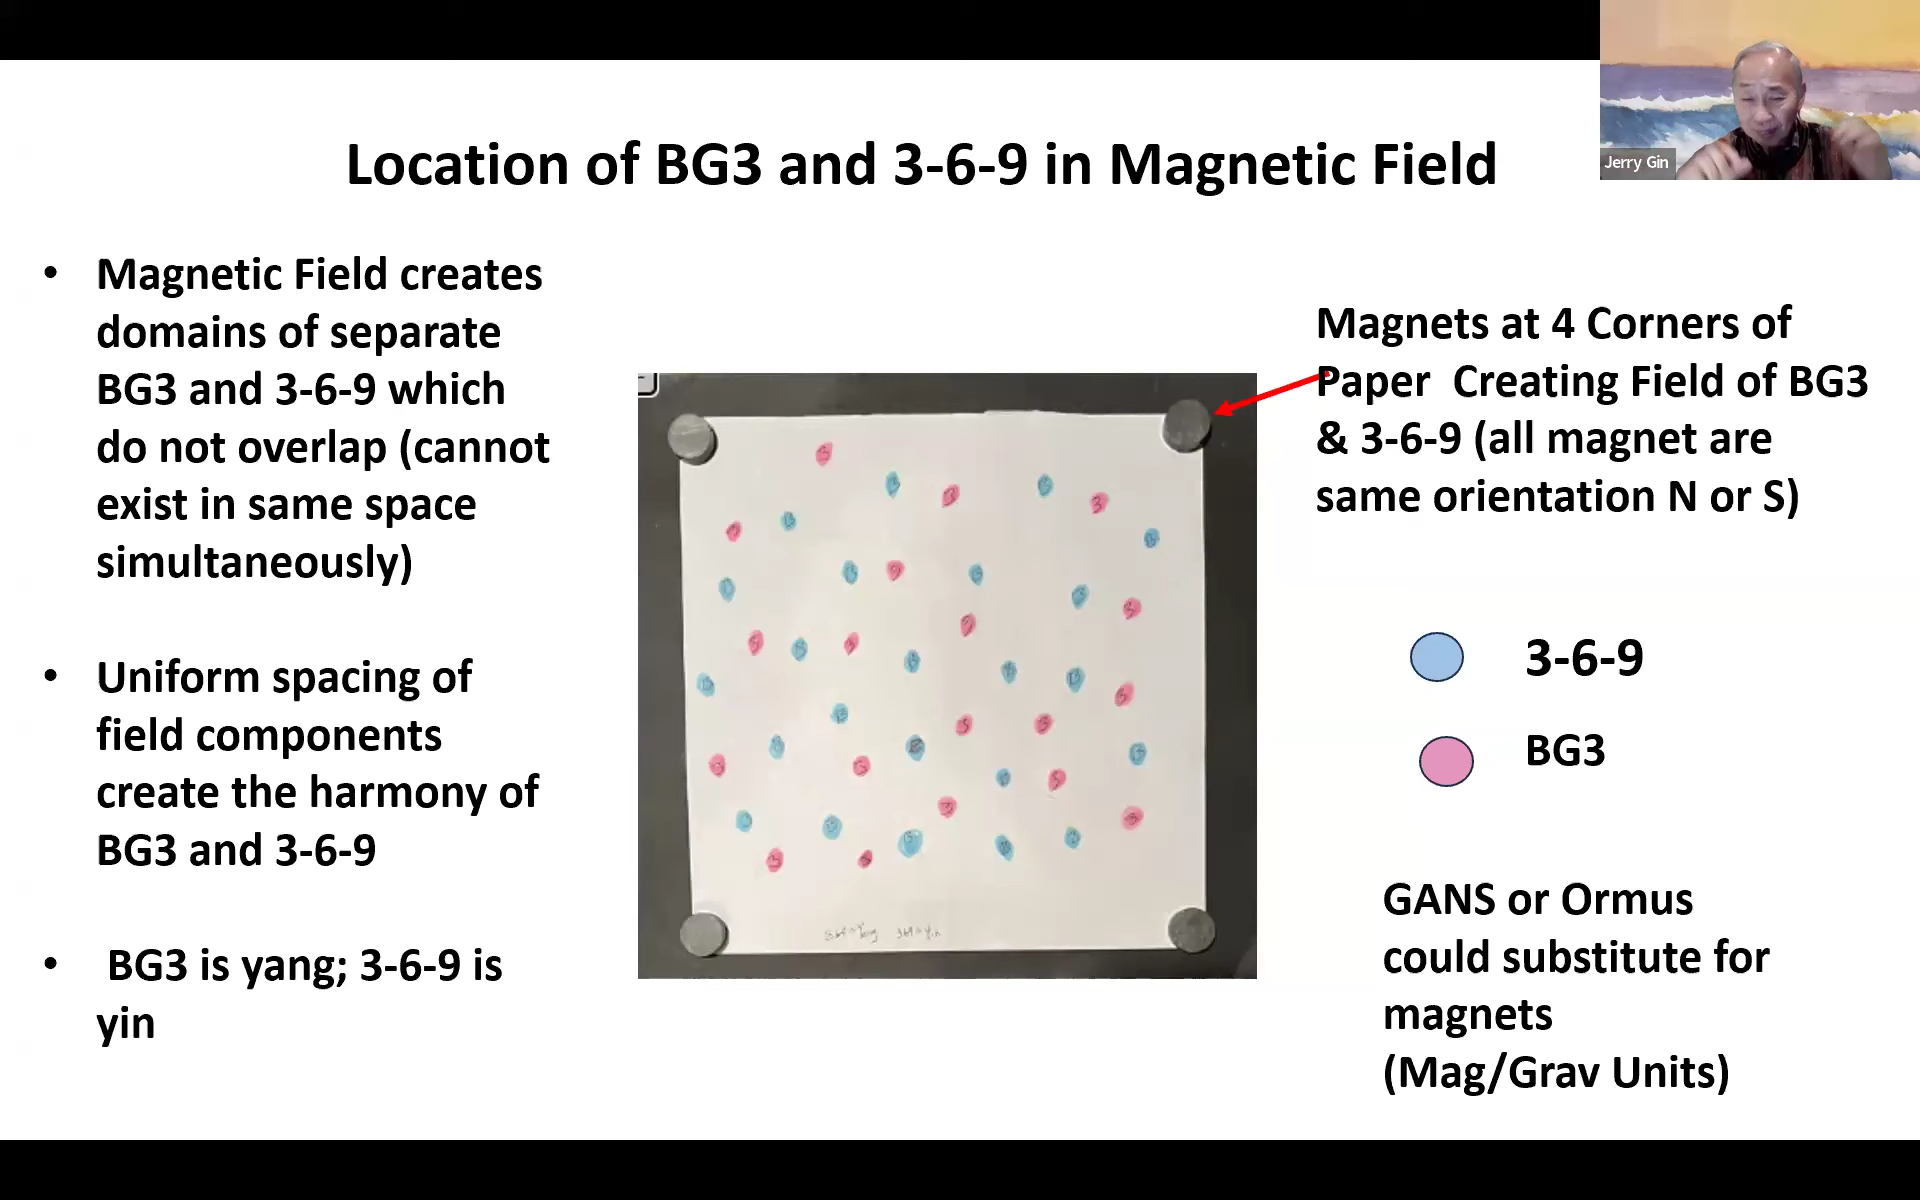 Jerry Gin
Location of BG3 and 3-6-9 in Magnetic Field
• Magnetic Field creates
domains of separate
BG3 and 3-6-9 which
do not overlap (cannot
exist in same space
simultaneously)
• Uniform spacing of
field components
create the harmony of
BG3 and 3-6-9
• BG3 is yang; 3-6-9 is
yin
Magnets at 4 Corners of
Paper Creating Field of BG3
& 3-6-9 (all magnet are
same orientation N or S)
3-6-9
BG3
GANS or Ormus
could substitute for
magnets
(Mag/Grav Units)